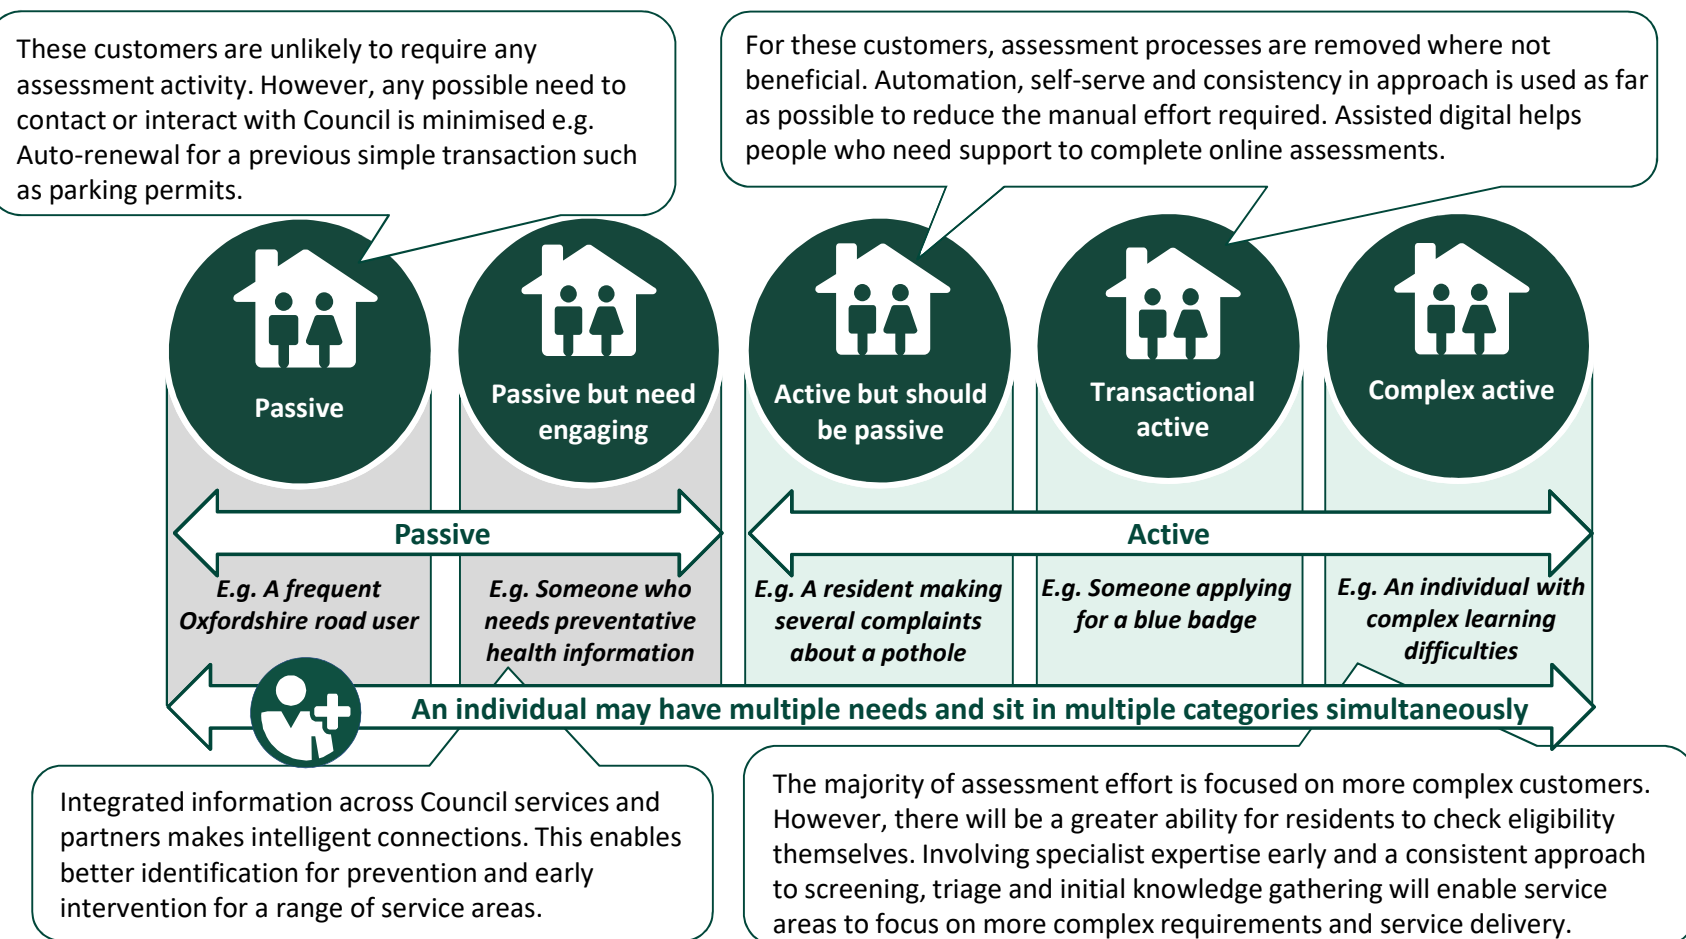 These customers are unlikely to require any
assessment activity. However, any possible need to
contact or interact with Council is minimised e.g.
Auto-renewal for a previous simple transaction such
as parking permits.
For these customers, assessment processes are removed where not
beneficial. Automation, self-serve and consistency in approach is used as far
as possible to reduce the manual effort required. Assisted digital helps
people who need support to complete online assessments.
Passive
Passive but need
engaging
Active but should
be passive
Transactional
active
Complex active
Passive
Active
E.g. A frequent
Oxfordshire road user
E.g. Someone who
needs preventative
health information
E.g. A resident making
several complaints
about a pothole
E.g. Someone applying
for a blue badge
E.g. An individual with
complex learning
difficulties
An individual may have multiple needs and sit in multiple categories simultaneously
Integrated information across Council services and
partners makes intelligent connections. This enables
better identification for prevention and early
intervention for a range of service areas.
The majority of assessment effort is focused on more complex customers.
However, there will be a greater ability for residents to check eligibility
themselves. Involving specialist expertise early and a consistent approach
to screening, triage and initial knowledge gathering will enable service
areas to focus on more complex requirements and service delivery.